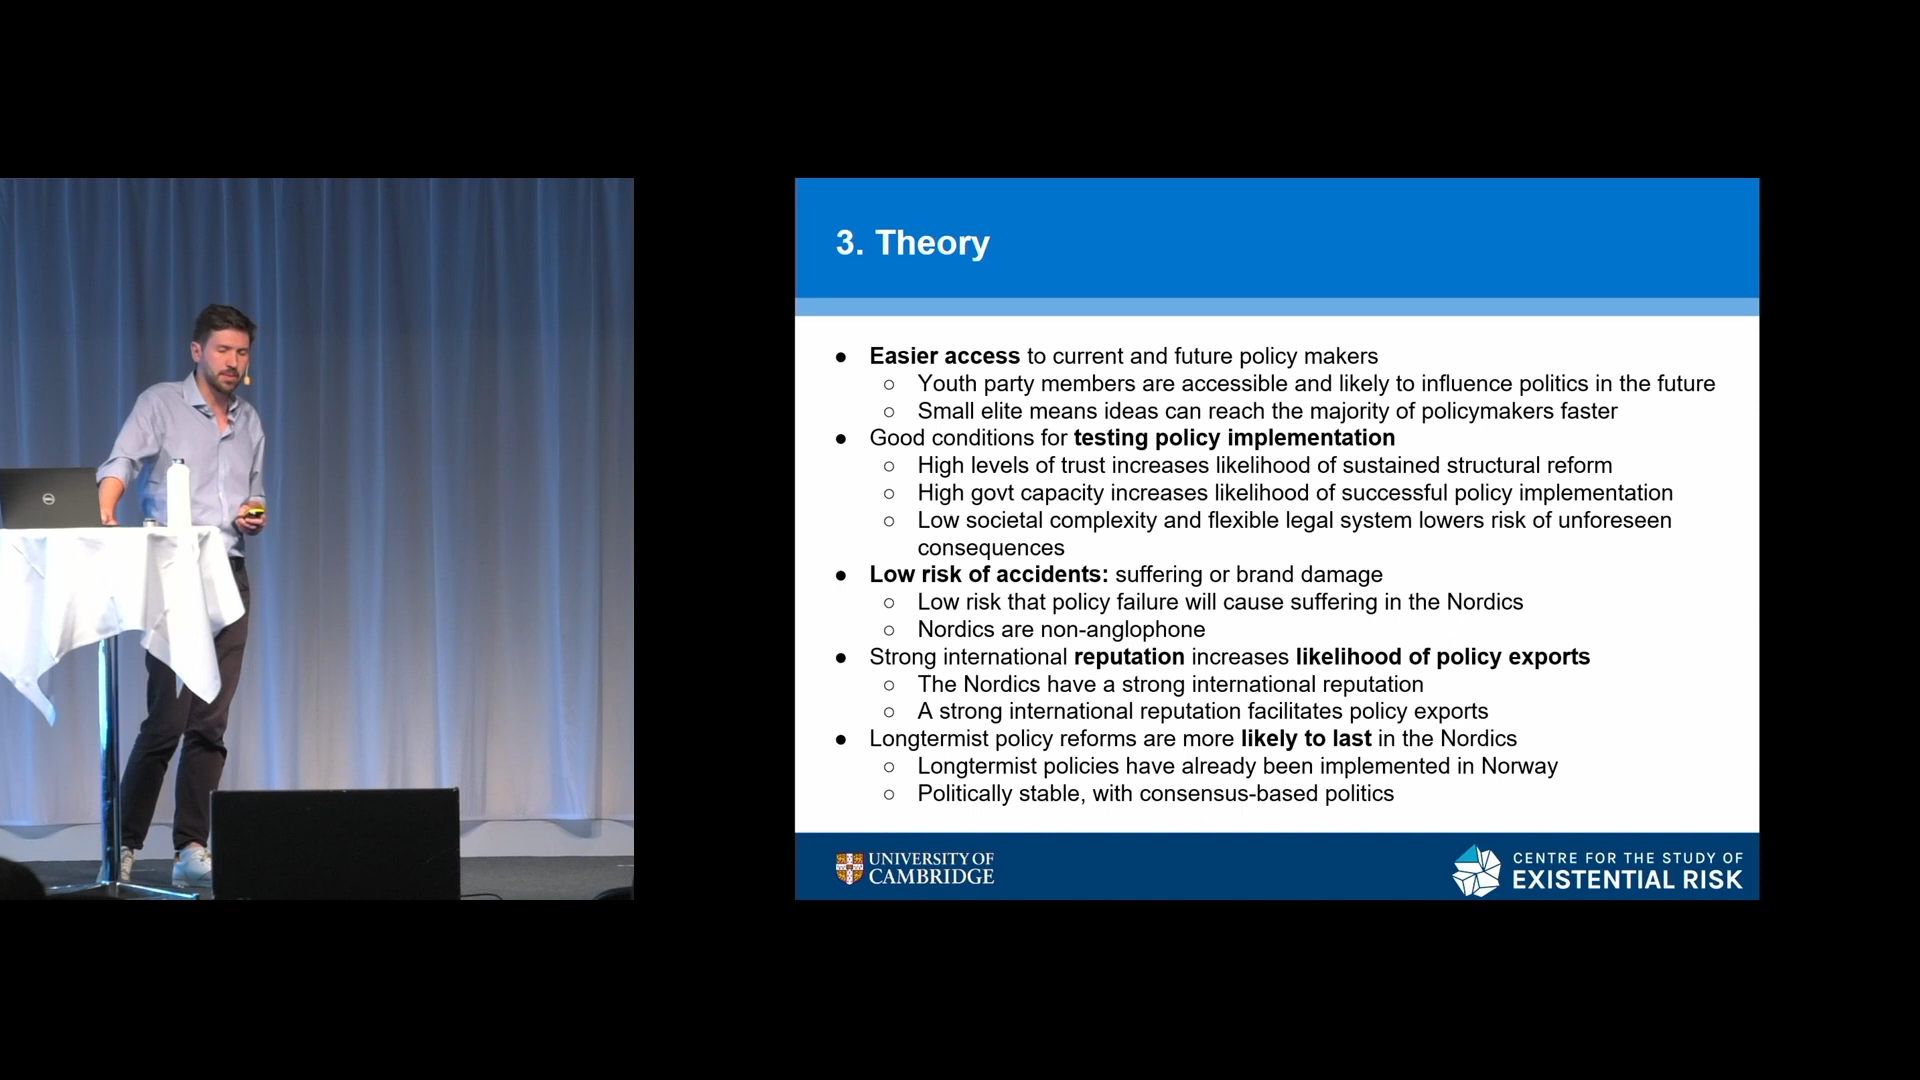 3. Theory
● Easier access to current and future policy makers
○ Youth party members are accessible and likely to influence politics in the future
○ Small elite means ideas can reach the majority of policymakers faster
● Good conditions for testing policy implementation
○ High levels of trust increases likelihood of sustained structural reform
○ High govt capacity increases likelihood of successful policy implementation
○ Low societal complexity and flexible legal system lowers risk of unforeseen
consequences
● Low risk of accidents: suffering or brand damage
○ Low risk that policy failure will cause suffering in the Nordics
○ Nordics are non-anglophone
● Strong international reputation increases likelihood of policy exports
○ The Nordics have a strong international reputation
○ A strong international reputation facilitates policy exports
● Longtermist policy reforms are more likely to last in the Nordics
○ Longtermist policies have already been implemented in Norway
○ Politically stable, with consensus-based politics
UNIVERSITY OF
CAMBRIDGE
CENTRE FOR THE STUDY OF
EXISTENTIAL RISK
DELL